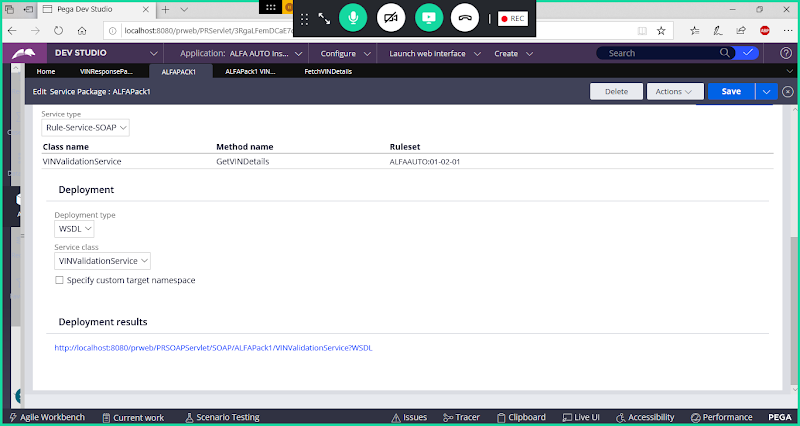 Pega Dev Studio
localhost:8080/prweb/PRServlet/
REC
DEV STUDIO
Application: ALFA AUTO Ins...
Configure
Launch web interface
Create
Search
Home
VINResponsePa...
ALFAPACK1
ALFAPack1 VIN...
FetchVINDetails
Edit Service Package : ALFAPack1
Delete
Actions
Save
Service type
Rule-Service-SOAP
Class name Method name Ruleset
VINValidationService GetVINDetails ALFAAUTO:01-02-01
Deployment
Deployment type
WSDL
Service class
VINValidationService
Specify custom target namespace
Deployment results
http://localhost:8080/prweb/PRSOAPServlet/SOAP/ALFAPack1/VINValidationService?WSDL
Agile Workbench
Current work
Scenario Testing
Issues
Tracer
Clipboard
Live UI
Accessibility
Performance
PEGA